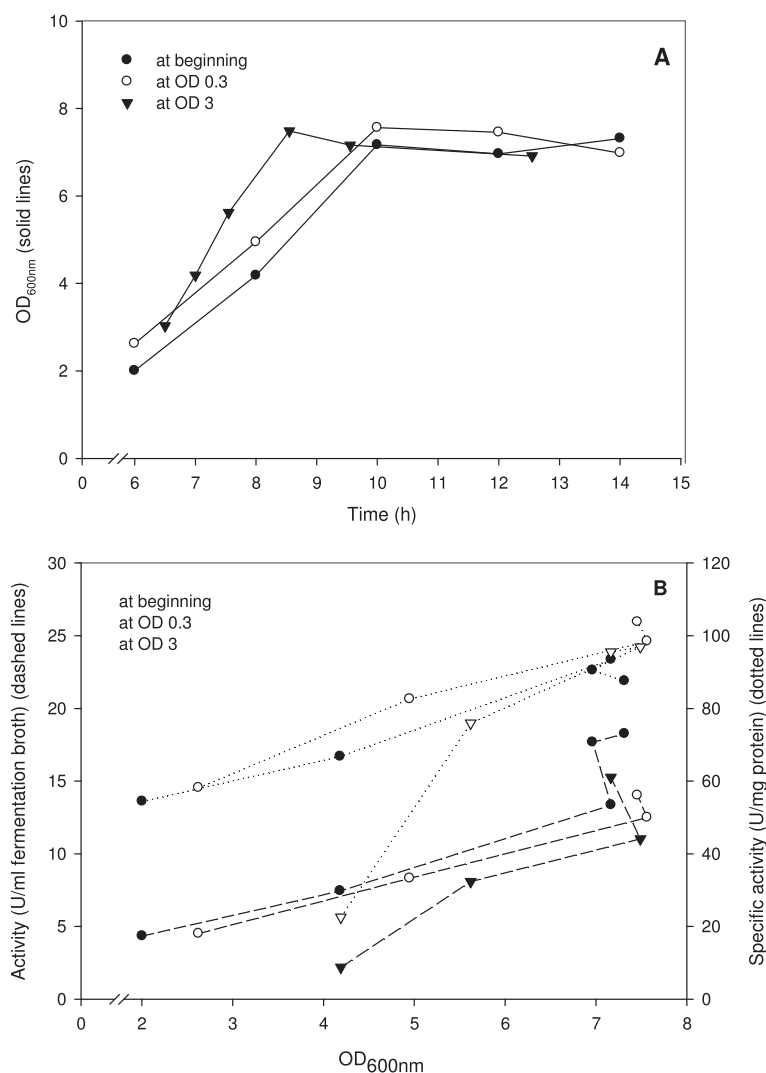 10
A
at beginning
at OD 0.3
at OD 3
8
6
4
2
0
OD600nm (solid lines)
0 6 7 8 9 10 11 12 13 14 15
Time (h)
30 120
B
at beginning
at OD 0.3
at OD 3
25 100
20 80
15 60
10 40
5 20
0 0
Activity (U/ml fermentation broth) (dashed lines)
Specific activity (U/mg protein) (dotted lines)
0 2 3 4 5 6 7 8
OD600nm